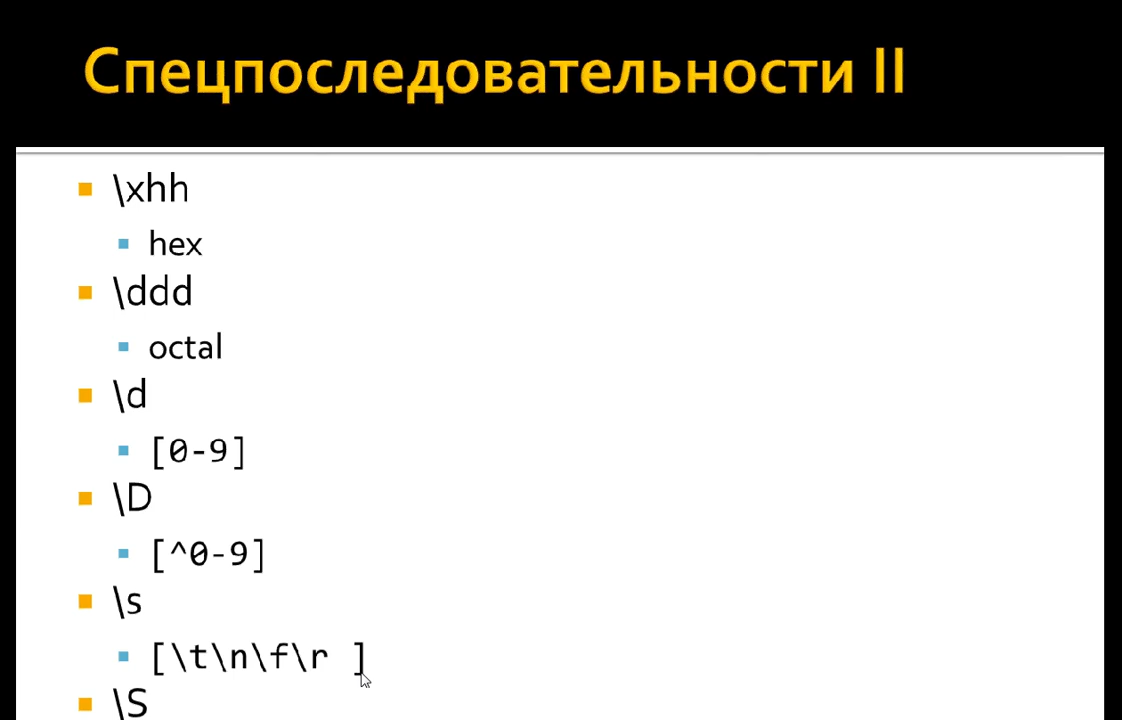 Спецпоследовательности II
\xhh
hex
\ddd
octal
\d
[0-9]
\D
[^0-9]
\s
[\t\n\f\r ]
\S